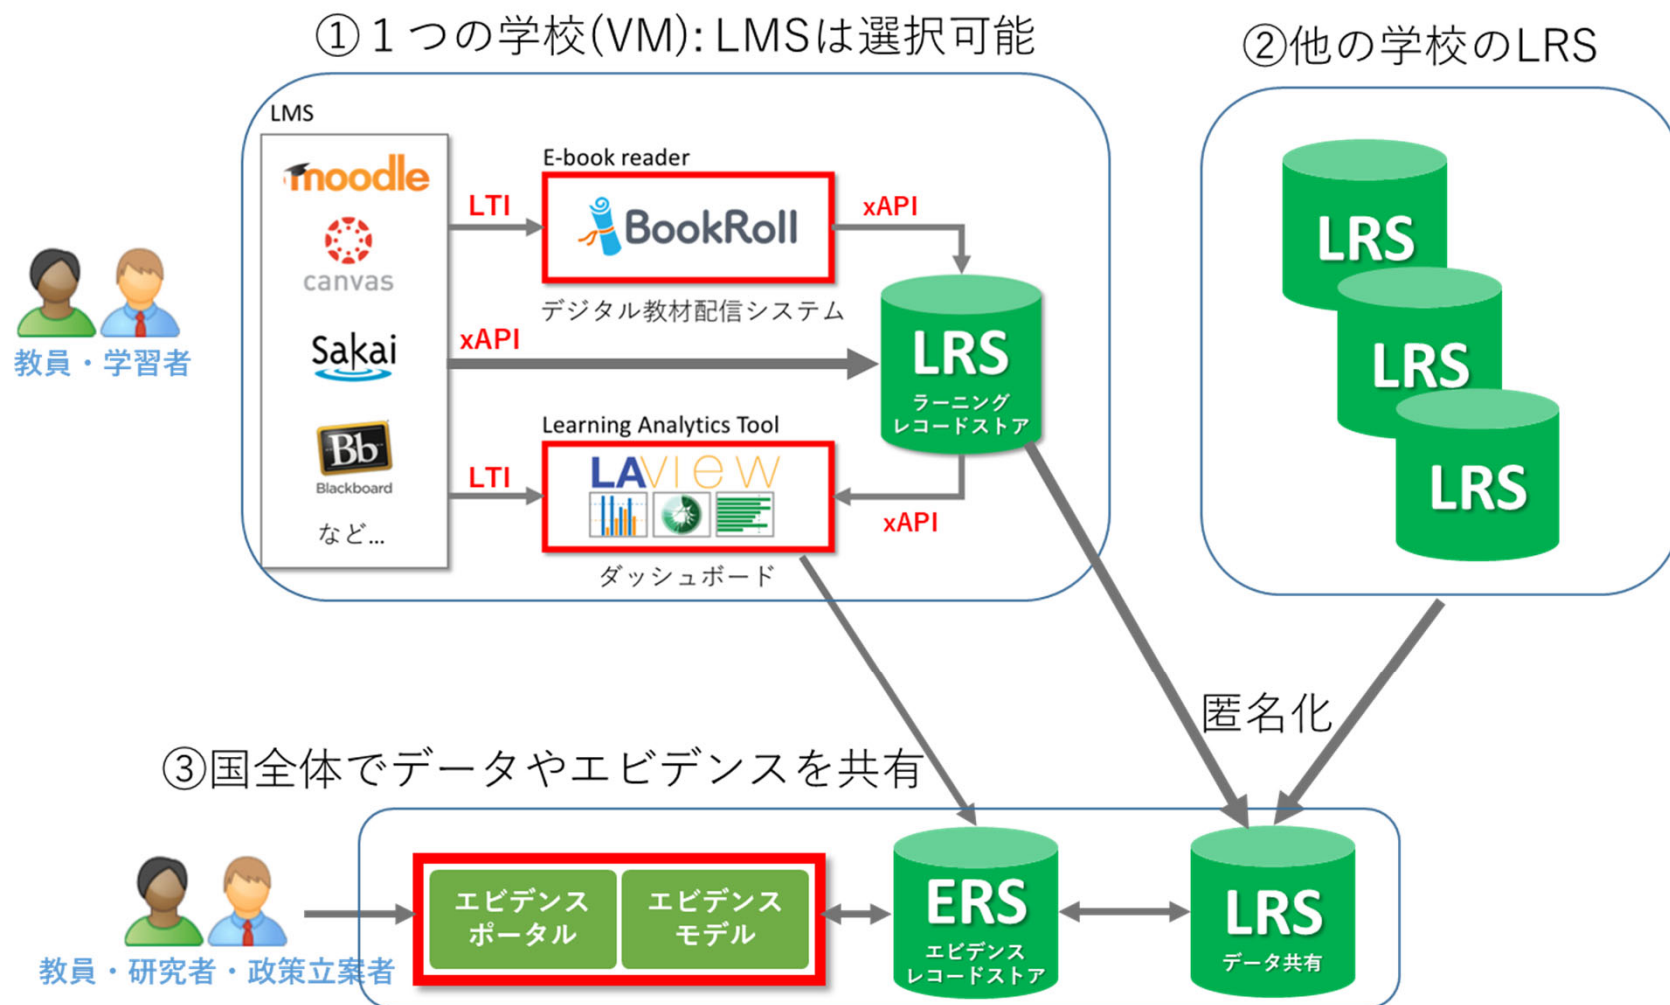 ①１つの学校(VM): LMSは選択可能
②他の学校のLRS
LMS
moodle
canvas
Sakai
Bb
Blackboard
など...
教員・学習者
LTI
E-book reader
BookRoll
デジタル教材配信システム
xAPI
xAPI
LRS
ラーニング
レコードストア
LTI
Learning Analytics Tool
LAVIEW
ダッシュボード
xAPI
LRS
LRS
LRS
匿名化
③国全体でデータやエビデンスを共有
教員・研究者・政策立案者
エビデンス
ポータル
エビデンス
モデル
ERS
エビデンス
レコードストア
LRS
データ共有